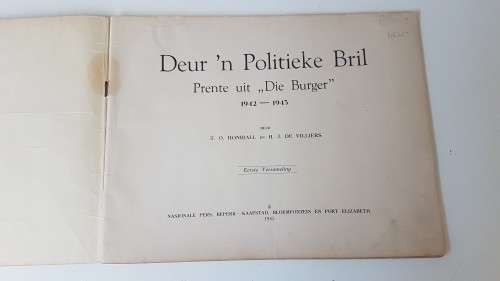 Deur 'n Politieke Bril
Prente uit „Die Burger"
1942 — 1943
deur
T. O. HONIBALL en H. J. DE VILLIERS
Eerste Versameling
NASIONALE PERS, BEPERK - KAAPSTAD, BLOEMFONTEIN EN PORT ELIZABETH